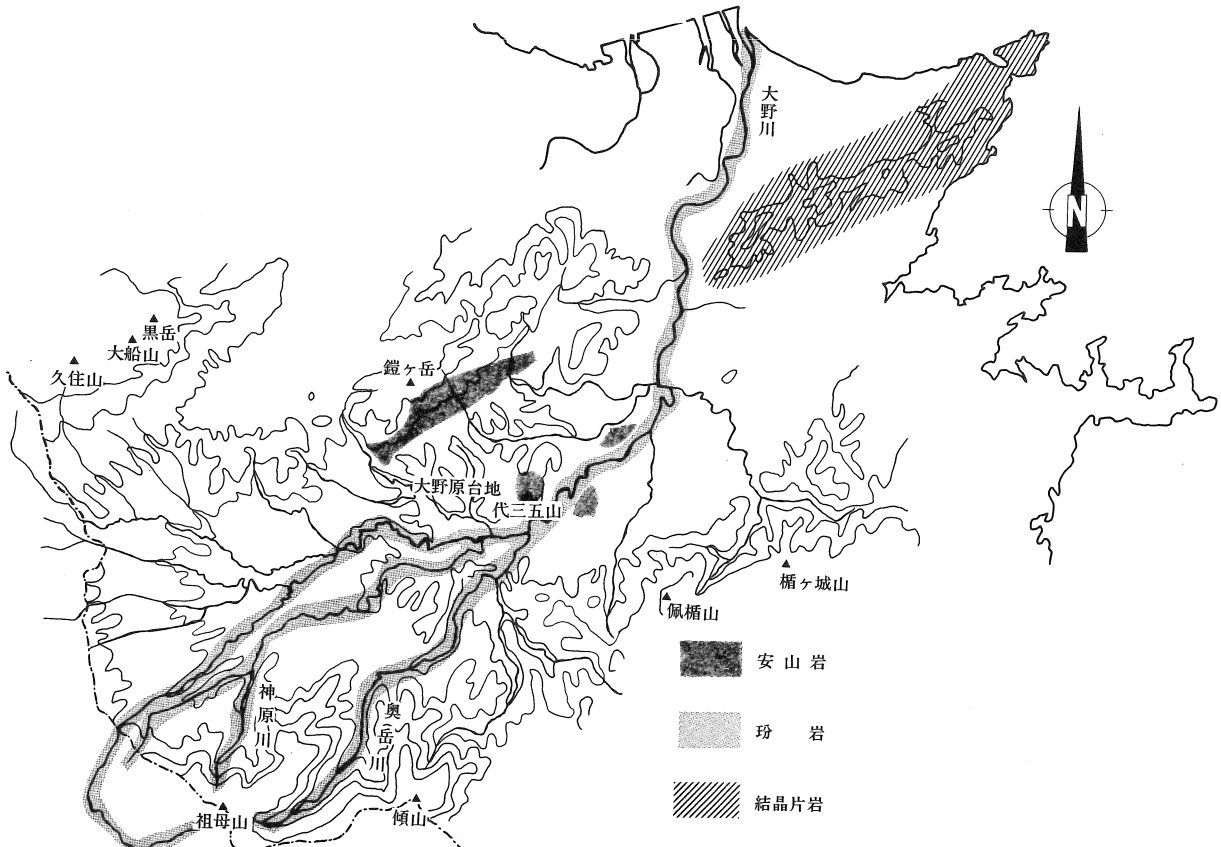 大野川
N
黒岳
大船山
久住山
鎧ヶ岳
大野原台地
代三五山
楯ヶ城山
佩楯山
神原川
奥岳川
祖母山
傾山
安山岩
玢岩
結晶片岩